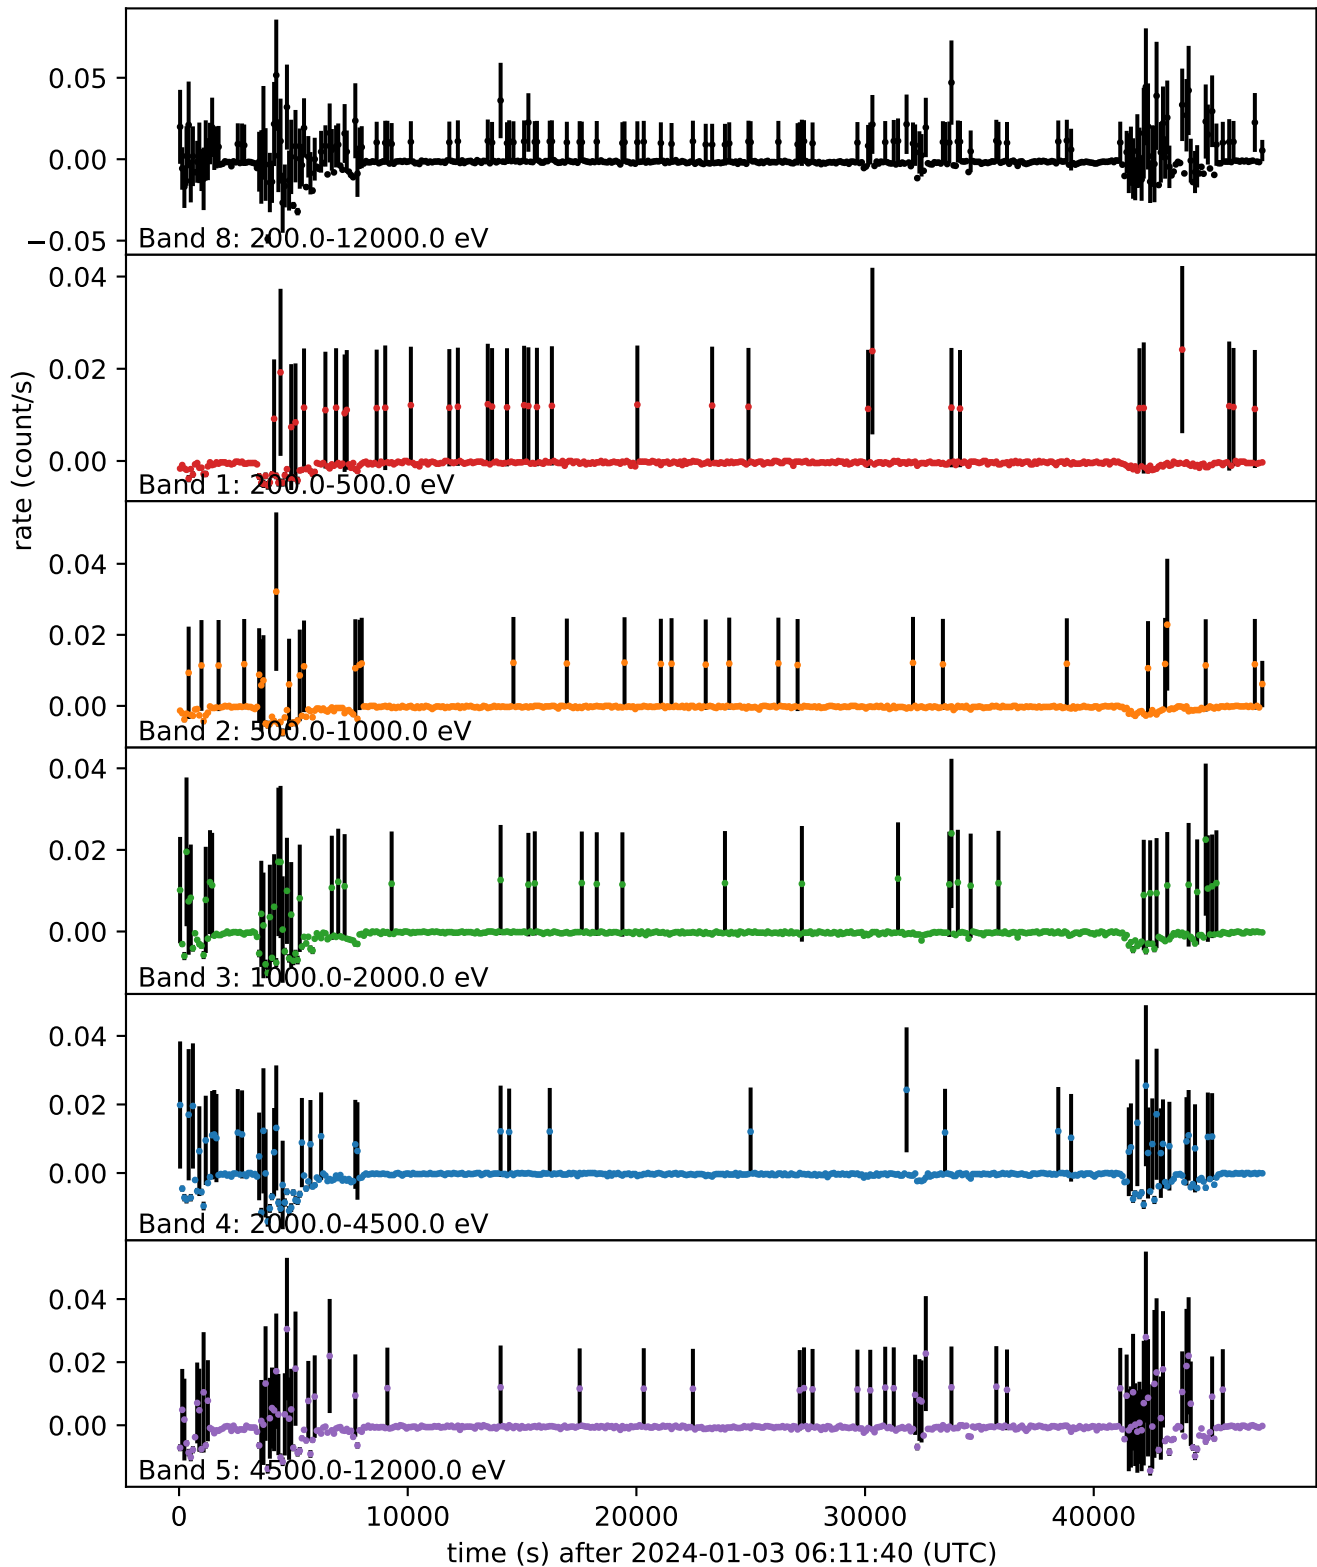 0.05
0.00
−0.05
Band 8: 200.0-12000.0 eV
0.04
0.02
0.00
Band 1: 200.0-500.0 eV
rate (count/s)
0.04
0.02
0.00
Band 2: 500.0-1000.0 eV
0.04
0.02
0.00
Band 3: 1000.0-2000.0 eV
0.04
0.02
0.00
Band 4: 2000.0-4500.0 eV
0.04
0.02
0.00
Band 5: 4500.0-12000.0 eV
0 10000 20000 30000 40000
time (s) after 2024-01-03 06:11:40 (UTC)